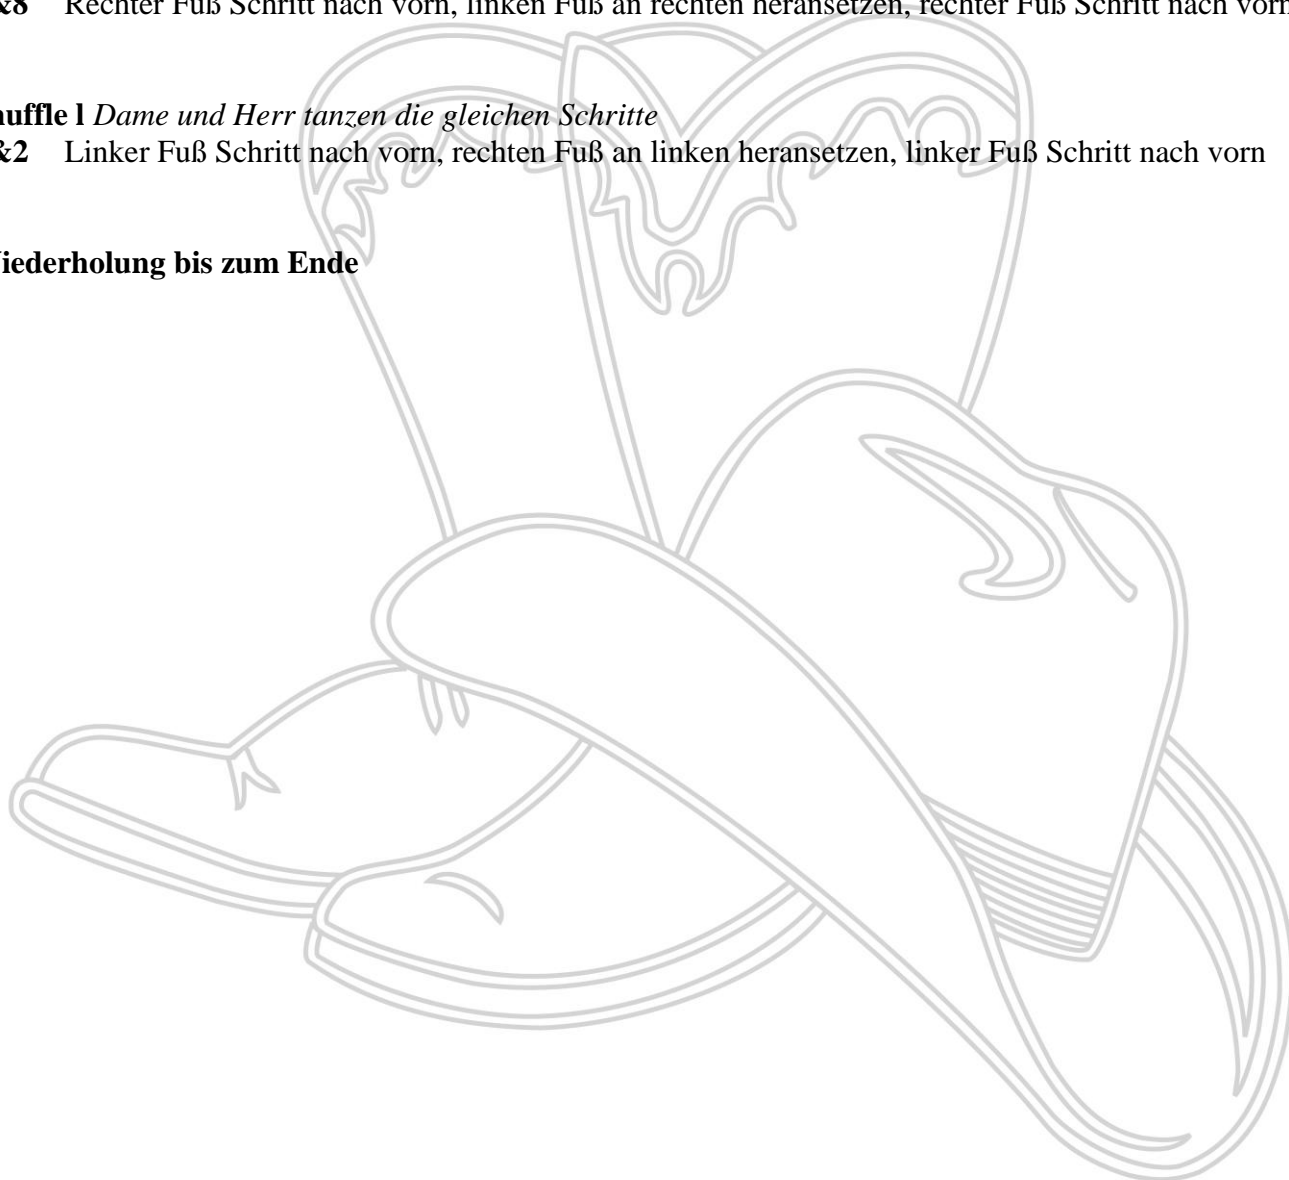 &8 Rechter Fuß Schritt nach vorn, linken Fuß an rechten heransetzen, rechter Fuß Schritt nach vorn
uffle l Dame und Herr tanzen die gleichen Schritte
&2 Linker Fuß Schritt nach vorn, rechten Fuß an linken heransetzen, linker Fuß Schritt nach vorn
iederholung bis zum Ende